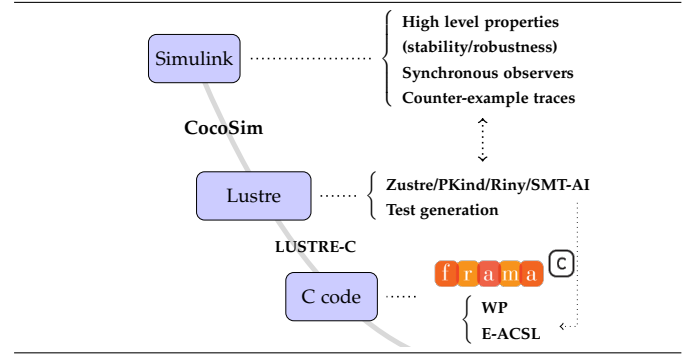 High level properties
Simulink
(stability/robustness)
Synchronous observers
Counter-example traces
CocoSim
Lustre
Zustre/PKind/Riny/SMT-AI
Test generation
LUSTRE-C
frama C
C code
WP
E-ACSL